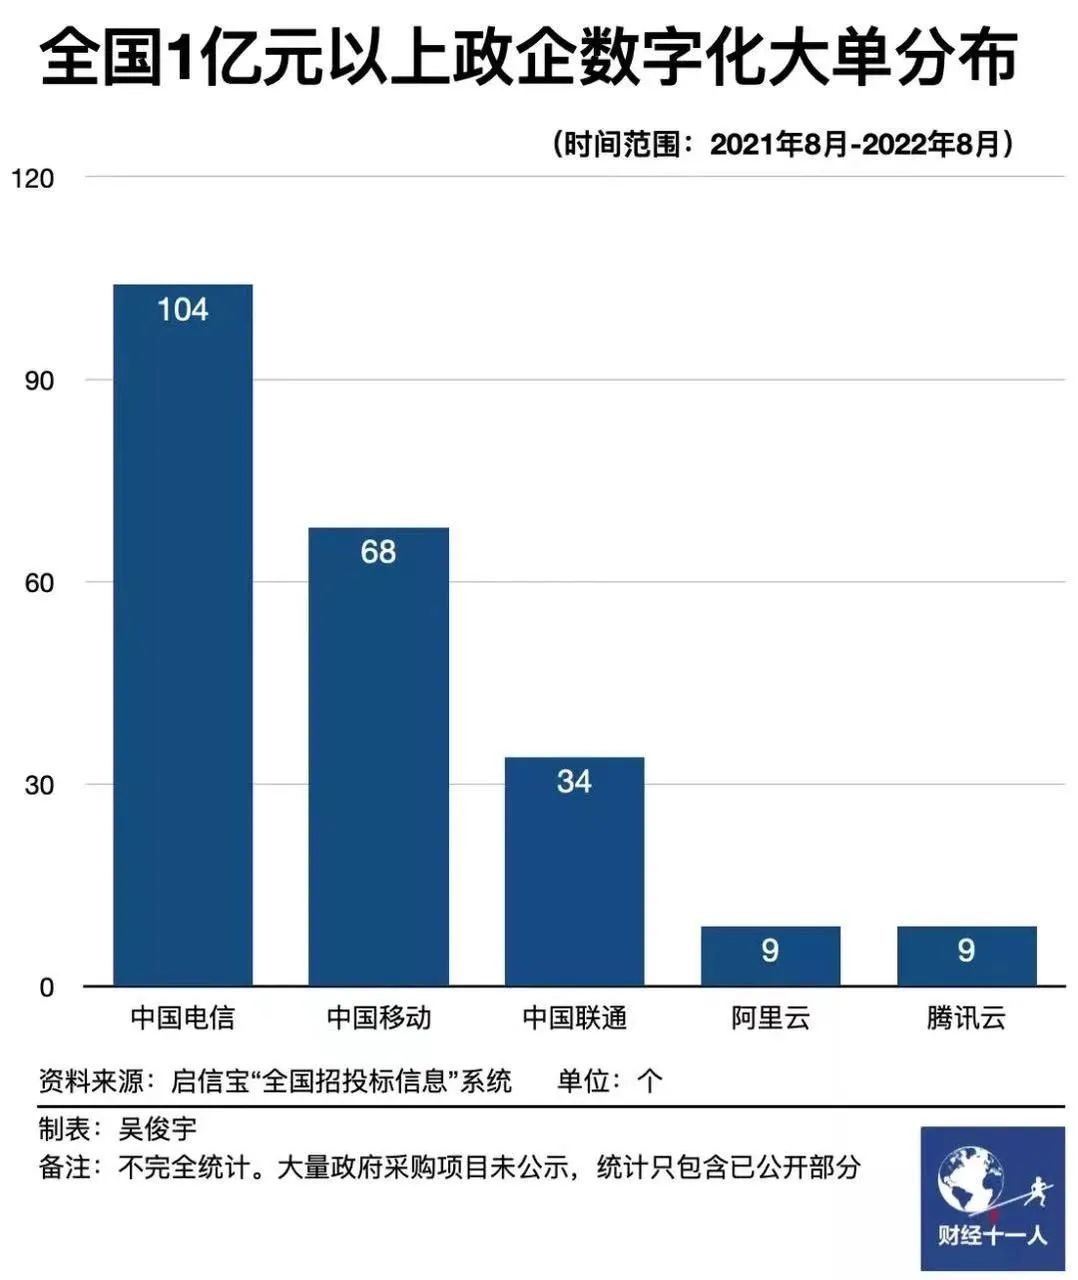 全国1亿元以上政企数字化大单分布
（时间范围：2021年8月-2022年8月）
120
90
60
30
0
104
68
34
9
9
中国电信 中国移动 中国联通 阿里云 腾讯云
资料来源：启信宝“全国招投标信息”系统 单位：个
制表：吴俊宇
备注：不完全统计。大量政府采购项目未公示，统计只包含已公开部分
财经十一人